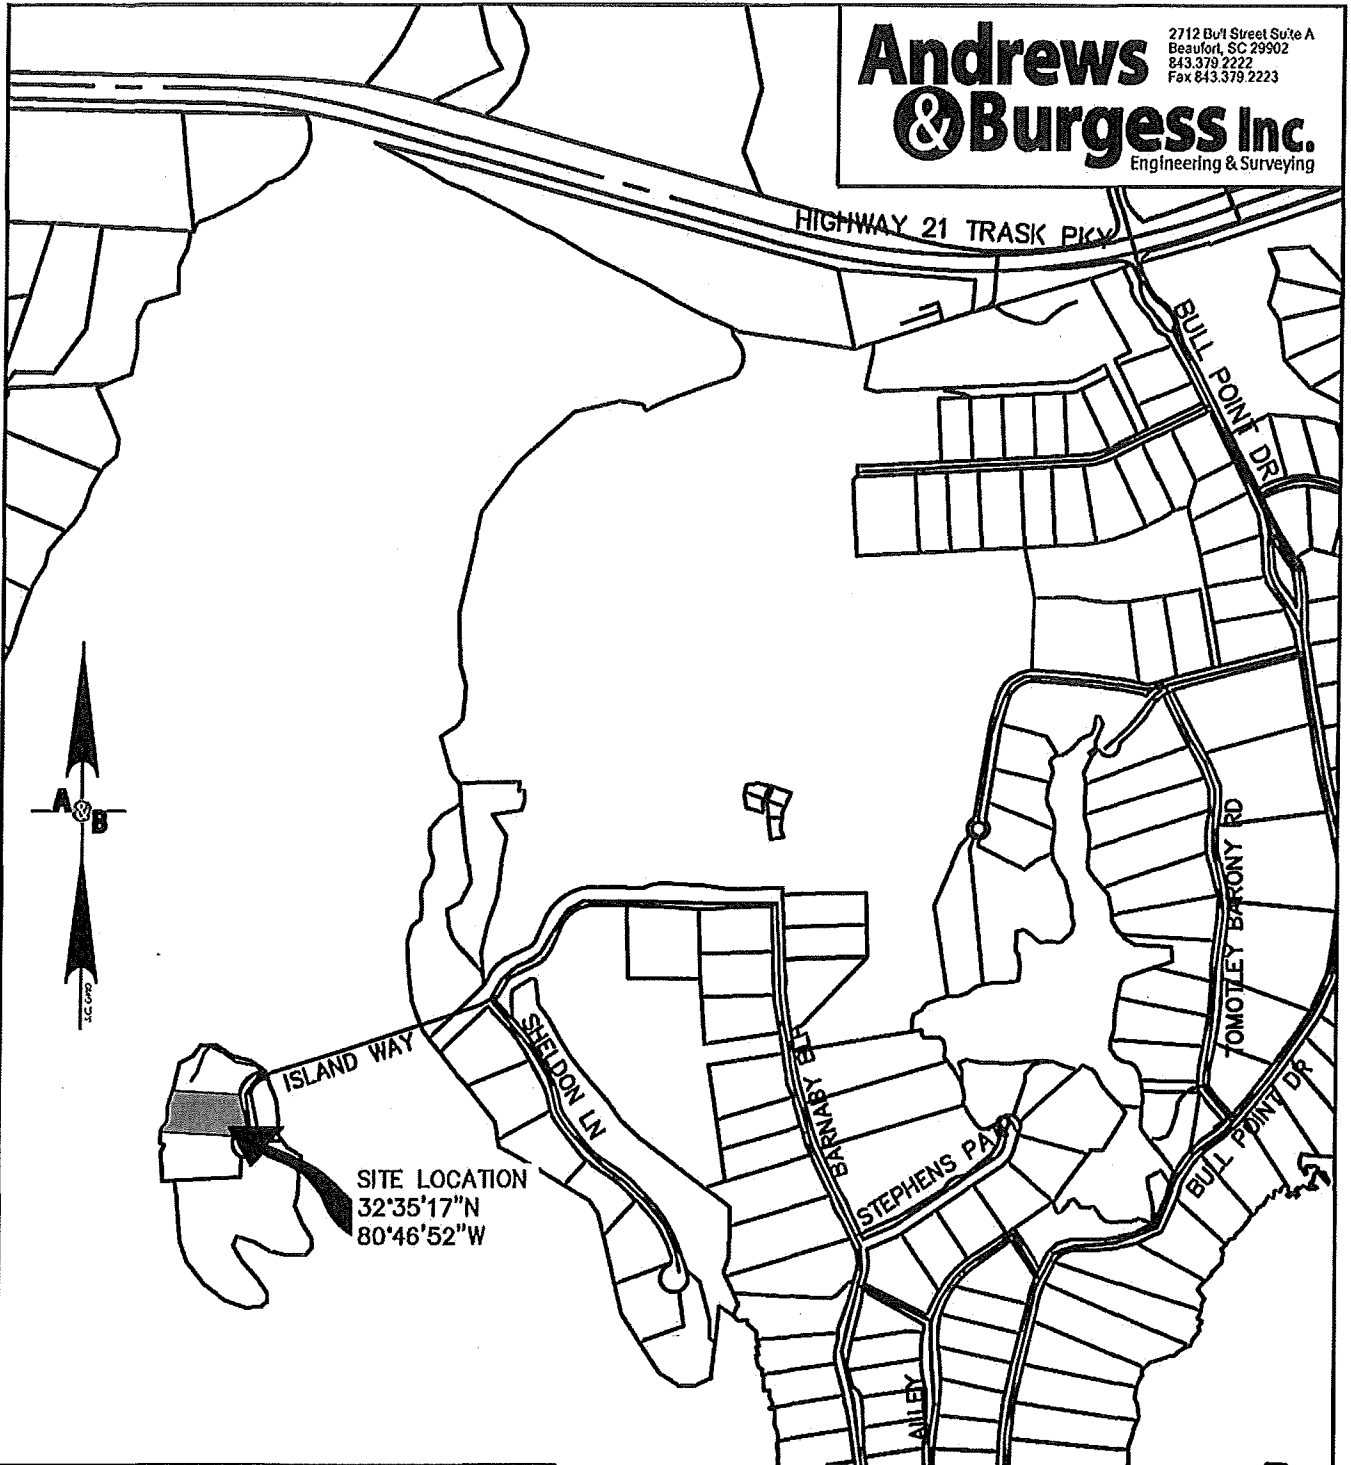 Andrews
& Burgess Inc.
Engineering & Surveying
2712 Bull Street Suite A
Beaufort, SC 29902
843.379.2222
Fax 843.379.2223
HIGHWAY 21 TRASK PKY
BULL POINT DR
A & B
TOMOTLEY BARONY RD
ISLAND WAY
SHELDON LN
BARNABY
STEPHENS
BULL POINT DR
SITE LOCATION
32°35'17"N
80°46'52"W